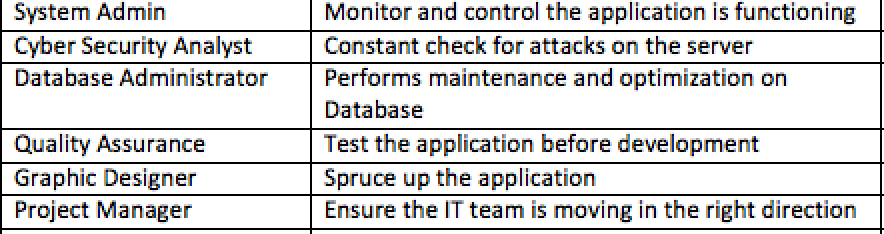 System Admin Monitor and control the application is functioning
Cyber Security Analyst Constant check for attacks on the server
Database Administrator Performs maintenance and optimization on
Database
Quality Assurance Test the application before development
Graphic Designer Spruce up the application
Project Manager Ensure the IT team is moving in the right direction